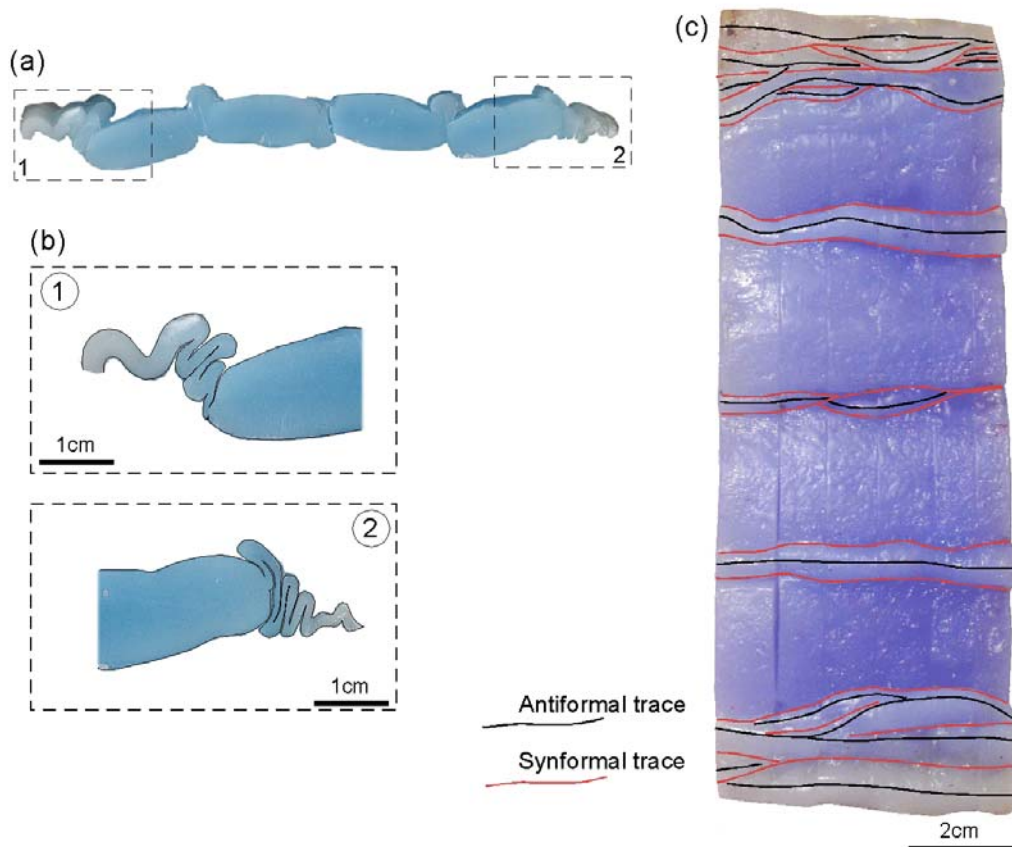 (a)
1
2
(b)
1
1cm
2
1cm
(c)
Antiformal trace
Synformal trace
2cm